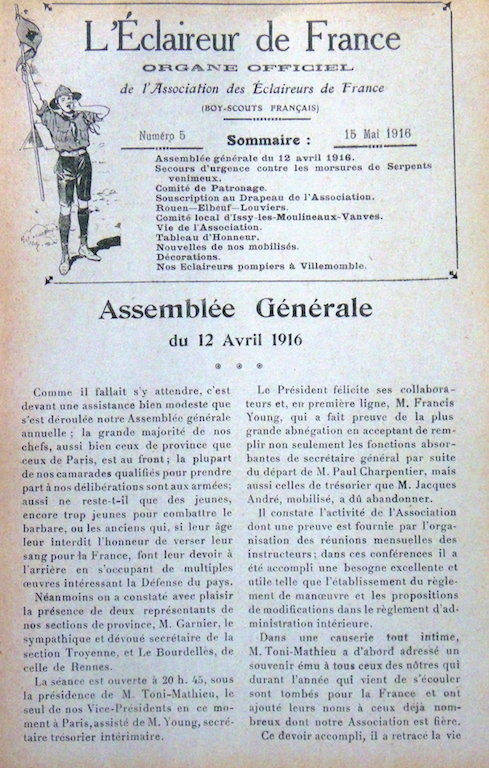 L'Éclaireur de France
ORGANE OFFICIEL
de l'Association des Éclaireurs de France
(BOY-SCOUTS FRANÇAIS)
Numéro 5
Sommaire :
15 Mai 1916
Assemblée générale du 12 avril 1916.
Secours d'urgence contre les morsures de Serpents
venimeux.
Comité de Patronage.
Souscription au Drapeau de l'Association.
Rouen—Elbeuf—Louviers.
Comité local d'Issy-les-Moulineaux-Vanves.
Vie de l'Association.
Tableau d'Honneur.
Nouvelles de nos mobilisés.
Décorations.
Nos Eclaireurs pompiers à Villemomble.
Assemblée Générale
du 12 Avril 1916
Comme il fallait s'y attendre, c'est
devant une assistance bien modeste que
s'est déroulée notre Assemblée générale
annuelle ; la grande majorité de nos
chefs, aussi bien ceux de province que
ceux de Paris, est au front ; la plupart
de nos camarades qualifiés pour prendre
part à nos délibérations sont aux armées;
aussi ne reste-t-il que des jeunes,
encore trop jeunes pour combattre le
barbare, ou les anciens qui, si leur âge
leur interdit l'honneur de verser leur
sang pour la France, font leur devoir à
l'arrière en s'occupant de multiples
œuvres intéressant la Défense du pays.
Néanmoins on a constaté avec plaisir
la présence de deux représentants de
nos sections de province, M. Garnier, le
sympathique et dévoué secrétaire de la
section Troyenne, et Le Bourdelles, de
celle de Rennes.
La séance est ouverte à 20 h. 45, sous
la présidence de M. Toni-Mathieu, le
seul de nos Vice-Présidents en ce mo-
ment à Paris, assisté de M. Young, secré-
taire trésorier intérimaire.
Le Président félicite ses collabora-
teurs et, en première ligne, M. Francis
Young, qui a fait preuve de la plus
grande abnégation en acceptant de rem-
plir non seulement les fonctions absor-
bantes de secrétaire général par suite
du départ de M. Paul Charpentier, mais
aussi celles de trésorier que M. Jacques
André, mobilisé, a dû abandonner.
Il constate l'activité de l'Association
dont une preuve est fournie par l'orga-
nisation des réunions mensuelles des
instructeurs ; dans ces conférences il a
été accompli une besogne excellente et
utile telle que l'établissement du règle-
ment de manœuvre et les propositions
de modifications dans le règlement d'ad-
ministration intérieure.
Dans une causerie tout intime,
M. Toni-Mathieu a d'abord adressé un
souvenir ému à tous ceux des nôtres qui
durant l'année qui vient de s'écouler
sont tombés pour la France et ont
ajouté leurs noms à ceux déjà nom-
breux dont notre Association est fière.
Ce devoir accompli, il a retracé la vie